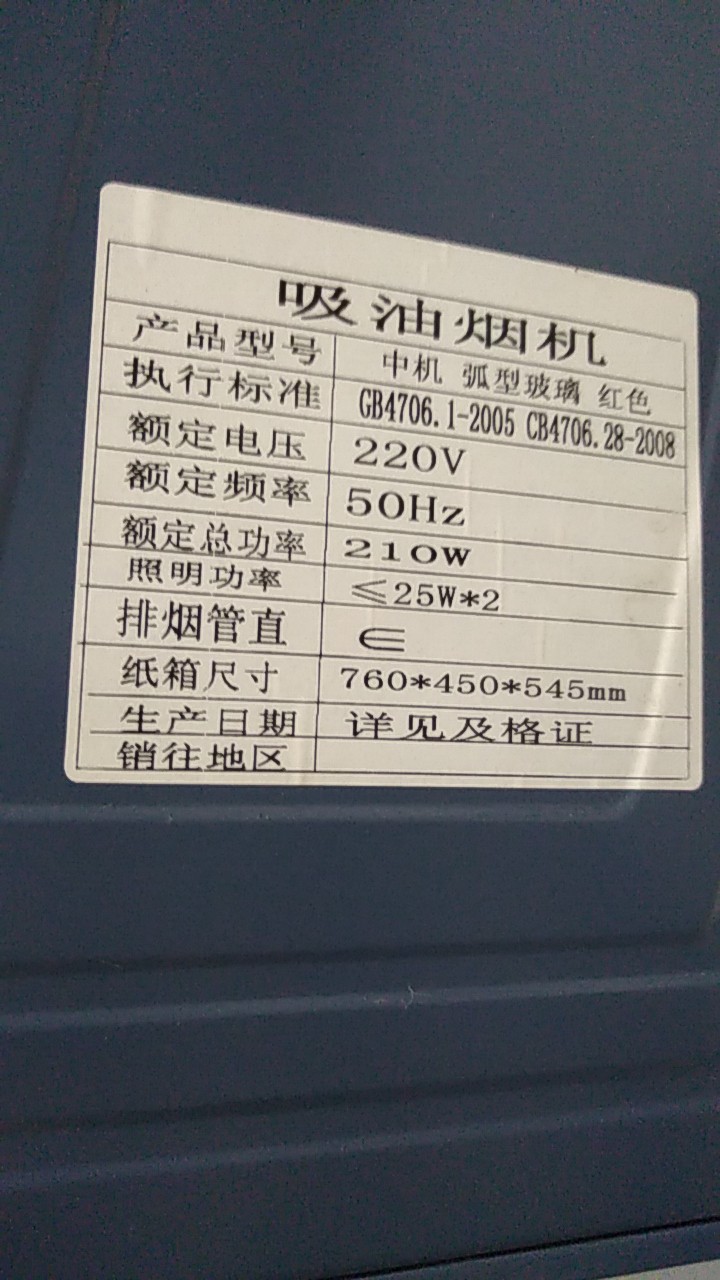 吸油烟机
产品型号 中机 弧型玻璃 红色
执行标准 GB4706.1-2005 CB4706.28-2008
额定电压 220V
额定频率 50Hz
额定总功率 210W
照明功率 ≤25W*2
排烟管直 ∈
纸箱尺寸 760*450*545mm
生产日期 详见及格证
销往地区